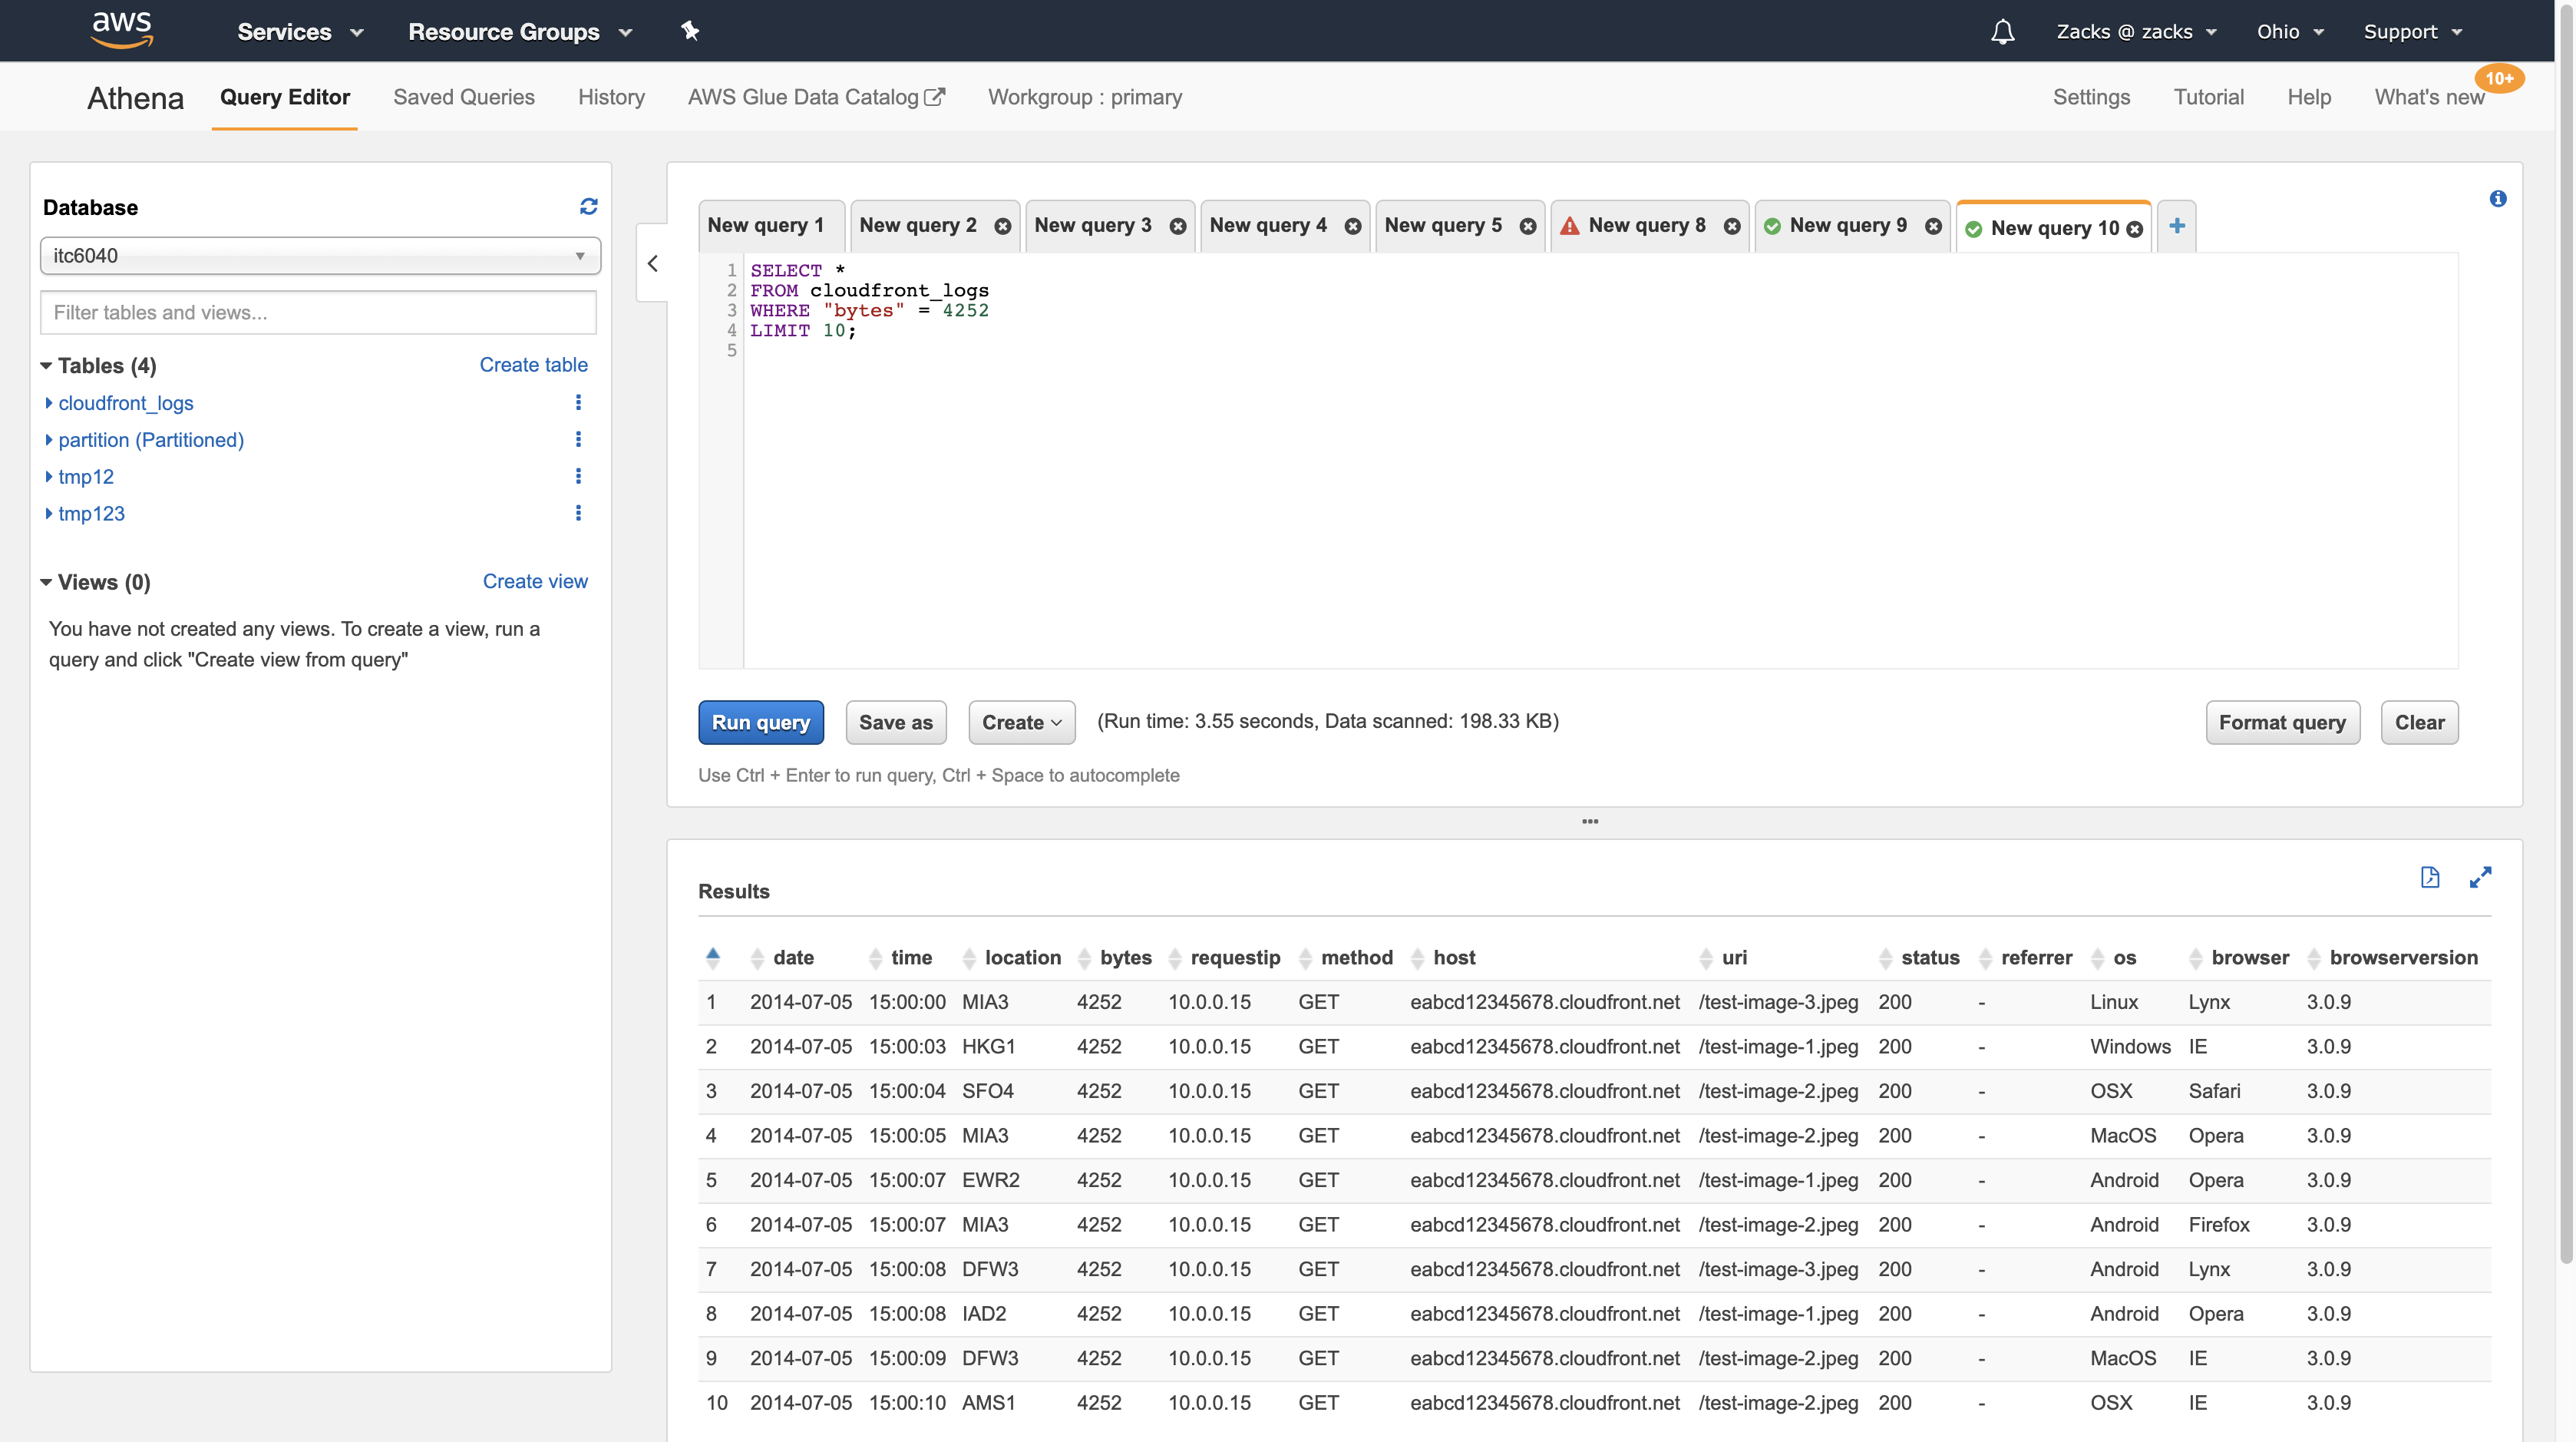 aws Services Resource Groups Zacks @ zacks Ohio Support
Athena Query Editor Saved Queries History AWS Glue Data Catalog Workgroup : primary Settings Tutorial Help What's new 10+
Database
itc6040
Filter tables and views...
Tables (4) Create table
cloudfront_logs
partition (Partitioned)
tmp12
tmp123
Views (0) Create view
You have not created any views. To create a view, run a
query and click "Create view from query"
New query 1 New query 2 New query 3 New query 4 New query 5 New query 8 New query 9 New query 10
1 SELECT *
2 FROM cloudfront_logs
3 WHERE "bytes" = 4252
4 LIMIT 10;
5
Run query Save as Create (Run time: 3.55 seconds, Data scanned: 198.33 KB) Format query Clear
Use Ctrl + Enter to run query, Ctrl + Space to autocomplete
Results
date time location bytes requestip method host uri status referrer os browser browserversion
1 2014-07-05 15:00:00 MIA3 4252 10.0.0.15 GET eabcd12345678.cloudfront.net /test-image-3.jpeg 200 - Linux Lynx 3.0.9
2 2014-07-05 15:00:03 HKG1 4252 10.0.0.15 GET eabcd12345678.cloudfront.net /test-image-1.jpeg 200 - Windows IE 3.0.9
3 2014-07-05 15:00:04 SFO4 4252 10.0.0.15 GET eabcd12345678.cloudfront.net /test-image-2.jpeg 200 - OSX Safari 3.0.9
4 2014-07-05 15:00:05 MIA3 4252 10.0.0.15 GET eabcd12345678.cloudfront.net /test-image-2.jpeg 200 - MacOS Opera 3.0.9
5 2014-07-05 15:00:07 EWR2 4252 10.0.0.15 GET eabcd12345678.cloudfront.net /test-image-1.jpeg 200 - Android Opera 3.0.9
6 2014-07-05 15:00:07 MIA3 4252 10.0.0.15 GET eabcd12345678.cloudfront.net /test-image-2.jpeg 200 - Android Firefox 3.0.9
7 2014-07-05 15:00:08 DFW3 4252 10.0.0.15 GET eabcd12345678.cloudfront.net /test-image-3.jpeg 200 - Android Lynx 3.0.9
8 2014-07-05 15:00:08 IAD2 4252 10.0.0.15 GET eabcd12345678.cloudfront.net /test-image-1.jpeg 200 - Android Opera 3.0.9
9 2014-07-05 15:00:09 DFW3 4252 10.0.0.15 GET eabcd12345678.cloudfront.net /test-image-2.jpeg 200 - MacOS IE 3.0.9
10 2014-07-05 15:00:10 AMS1 4252 10.0.0.15 GET eabcd12345678.cloudfront.net /test-image-2.jpeg 200 - OSX IE 3.0.9